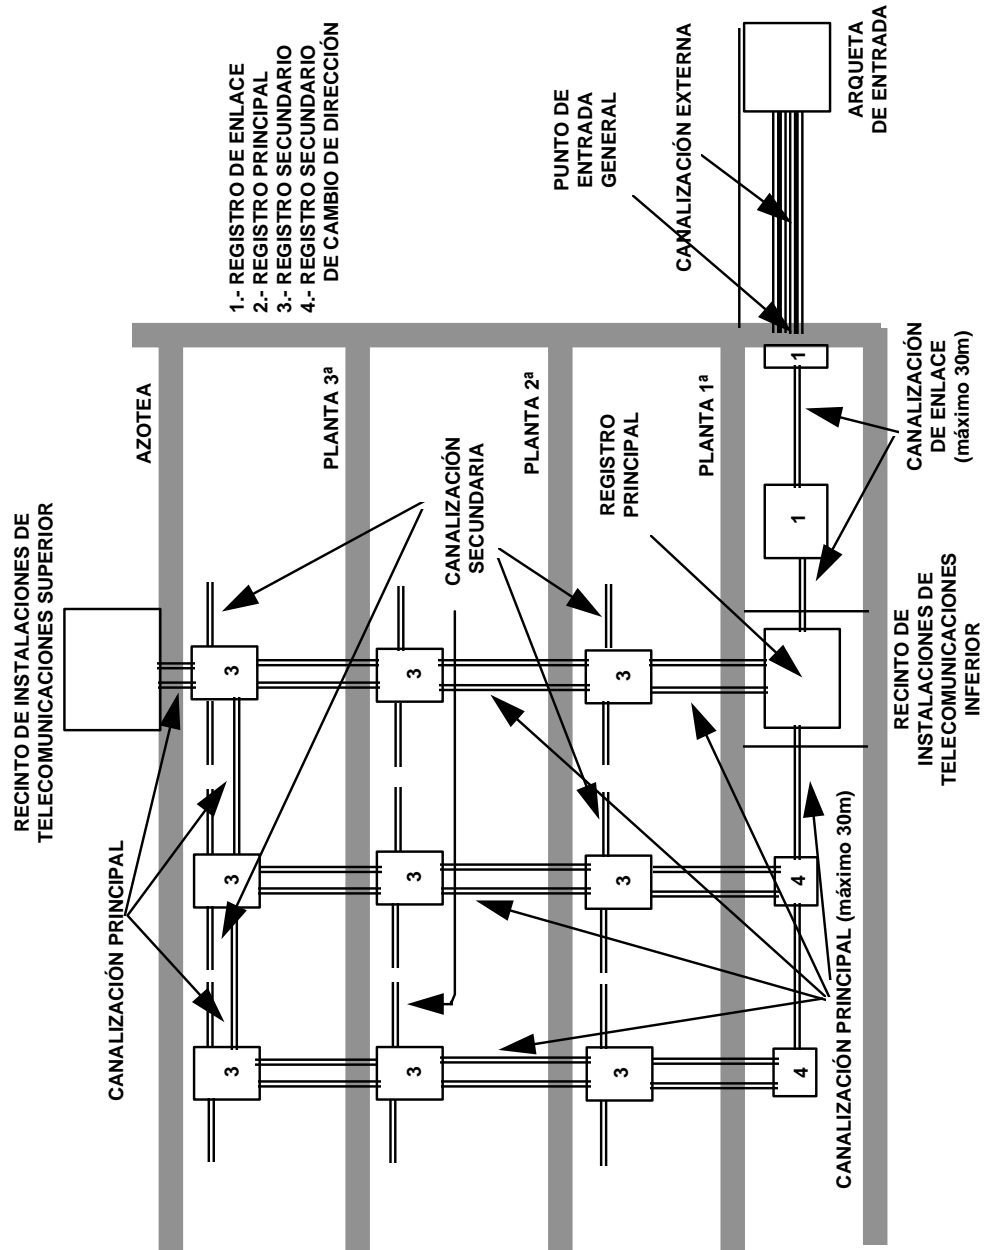 RECINTO DE INSTALACIONES DE
TELECOMUNICACIONES SUPERIOR
AZOTEA
1.- REGISTRO DE ENLACE
2.- REGISTRO PRINCIPAL
3.- REGISTRO SECUNDARIO
4.- REGISTRO SECUNDARIO
DE CAMBIO DE DIRECCIÓN
CANALIZACIÓN PRINCIPAL
3
3
3
PLANTA 3ª
CANALIZACIÓN
SECUNDARIA
3
3
3
PLANTA 2ª
PUNTO DE
ENTRADA
GENERAL
REGISTRO
PRINCIPAL
3
3
3
CANALIZACIÓN EXTERNA
PLANTA 1ª
4
4
1
1
ARQUETA
DE ENTRADA
CANALIZACIÓN PRINCIPAL (máximo 30m)
RECINTO DE
INSTALACIONES DE
TELECOMUNICACIONES
INFERIOR
CANALIZACIÓN
DE ENLACE
(máximo 30m)